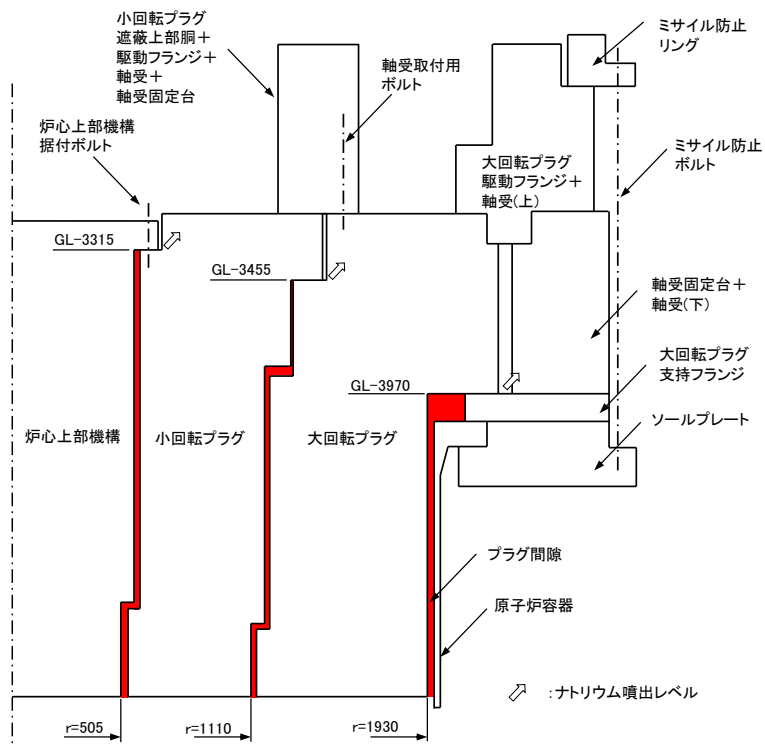 小回転プラグ
遮蔽上部胴＋
駆動フランジ＋
軸受＋
軸受固定台
軸受取付用
ボルト
ミサイル防止
リング
炉心上部機構
据付ボルト
大回転プラグ
駆動フランジ＋
軸受(上)
ミサイル防止
ボルト
GL-3315
GL-3455
軸受固定台＋
軸受(下)
GL-3970
大回転プラグ
支持フランジ
ソールプレート
炉心上部機構
小回転プラグ
大回転プラグ
プラグ間隙
原子炉容器
:ナトリウム噴出レベル
r=505
r=1110
r=1930